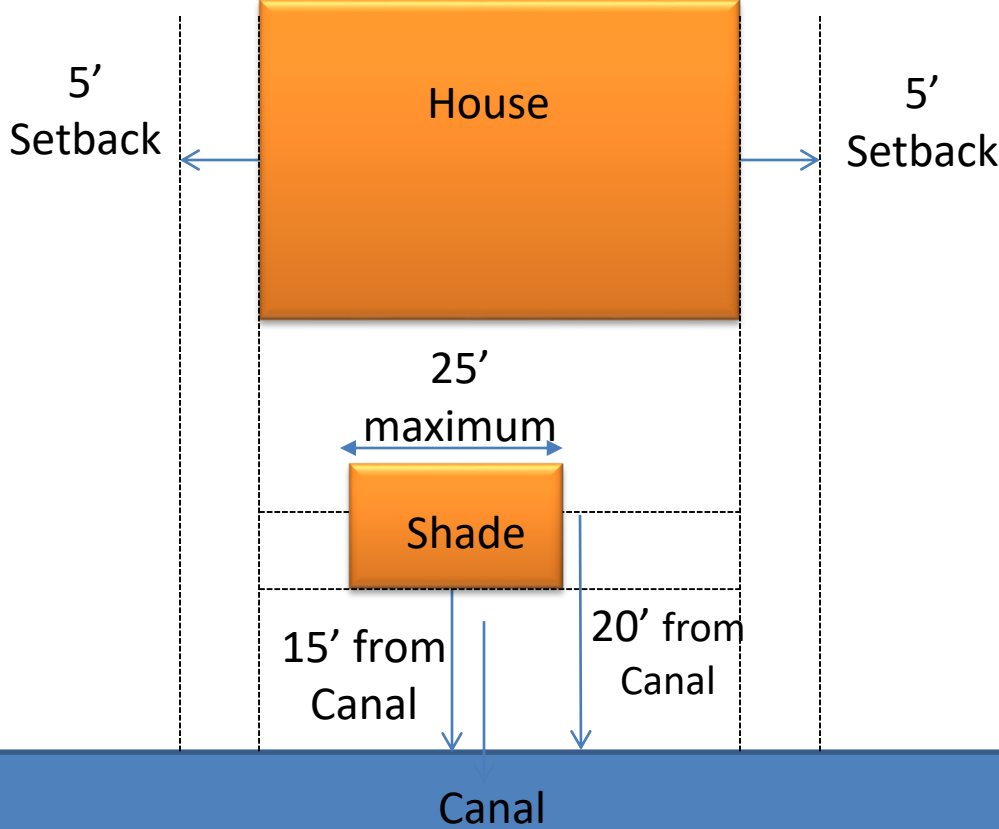 5’
Setback
House
5’
Setback
25’
maximum
Shade
15’ from
Canal
20’ from
Canal
Canal